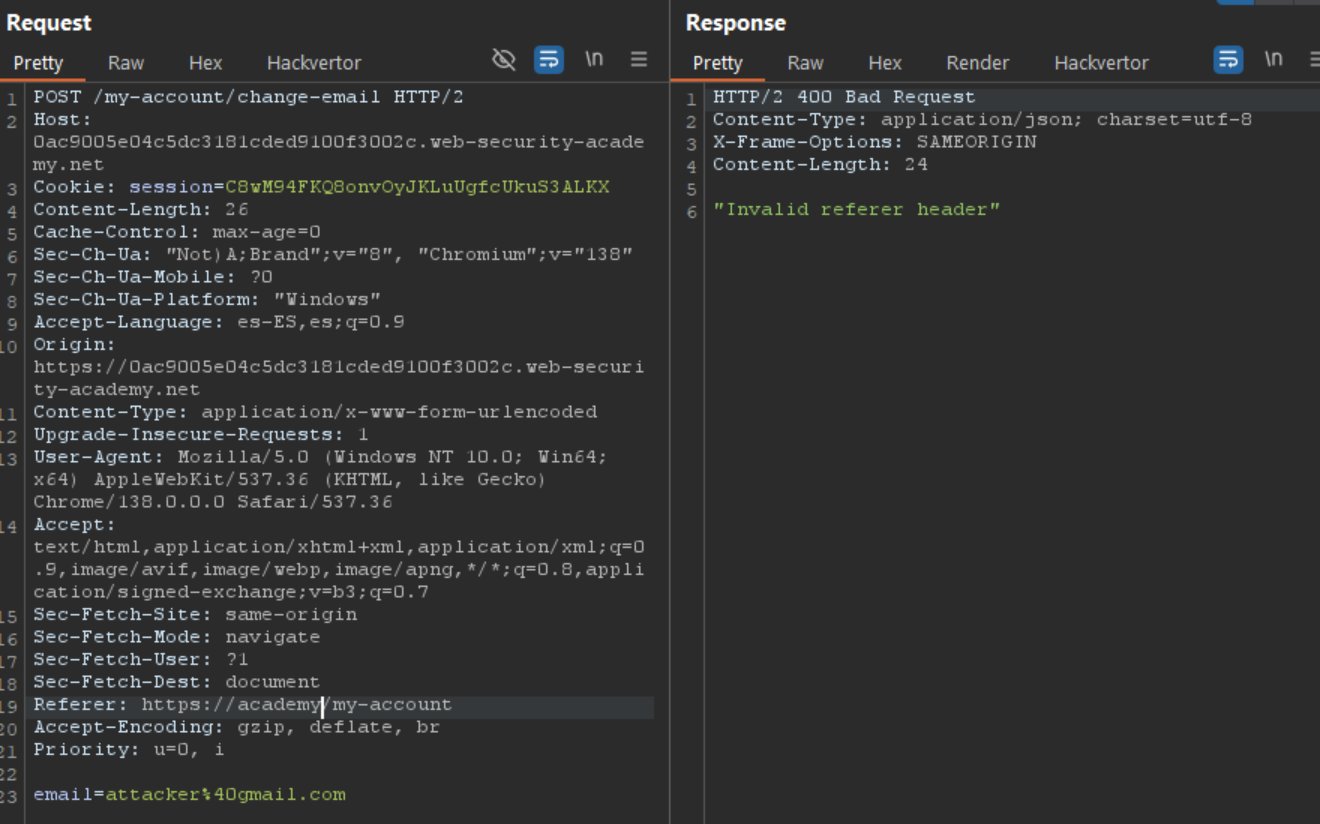 Request
Pretty Raw Hex Hackvertor \n
1 POST /my-account/change-email HTTP/2
2 Host:
0ac9005e04c5dc3181cded9100f3002c.web-security-acade
my.net
3 Cookie: session=C8wM94FKQ8onvOyJKLuUgfcUkuS3ALKX
4 Content-Length: 26
5 Cache-Control: max-age=0
6 Sec-Ch-Ua: "Not)A;Brand";v="8", "Chromium";v="138"
7 Sec-Ch-Ua-Mobile: ?0
8 Sec-Ch-Ua-Platform: "Windows"
9 Accept-Language: es-ES,es;q=0.9
10 Origin:
https://0ac9005e04c5dc3181cded9100f3002c.web-securi
ty-academy.net
11 Content-Type: application/x-www-form-urlencoded
12 Upgrade-Insecure-Requests: 1
13 User-Agent: Mozilla/5.0 (Windows NT 10.0; Win64;
x64) AppleWebKit/537.36 (KHTML, like Gecko)
Chrome/138.0.0.0 Safari/537.36
14 Accept:
text/html,application/xhtml+xml,application/xml;q=0
.9,image/avif,image/webp,image/apng,*/*;q=0.8,appli
cation/signed-exchange;v=b3;q=0.7
15 Sec-Fetch-Site: same-origin
16 Sec-Fetch-Mode: navigate
17 Sec-Fetch-User: ?1
18 Sec-Fetch-Dest: document
19 Referer: https://academy/my-account
20 Accept-Encoding: gzip, deflate, br
21 Priority: u=0, i
22
23 email=attacker%40gmail.com
Response
Pretty Raw Hex Render Hackvertor \n
1 HTTP/2 400 Bad Request
2 Content-Type: application/json; charset=utf-8
3 X-Frame-Options: SAMEORIGIN
4 Content-Length: 24
5
6 "Invalid referer header"